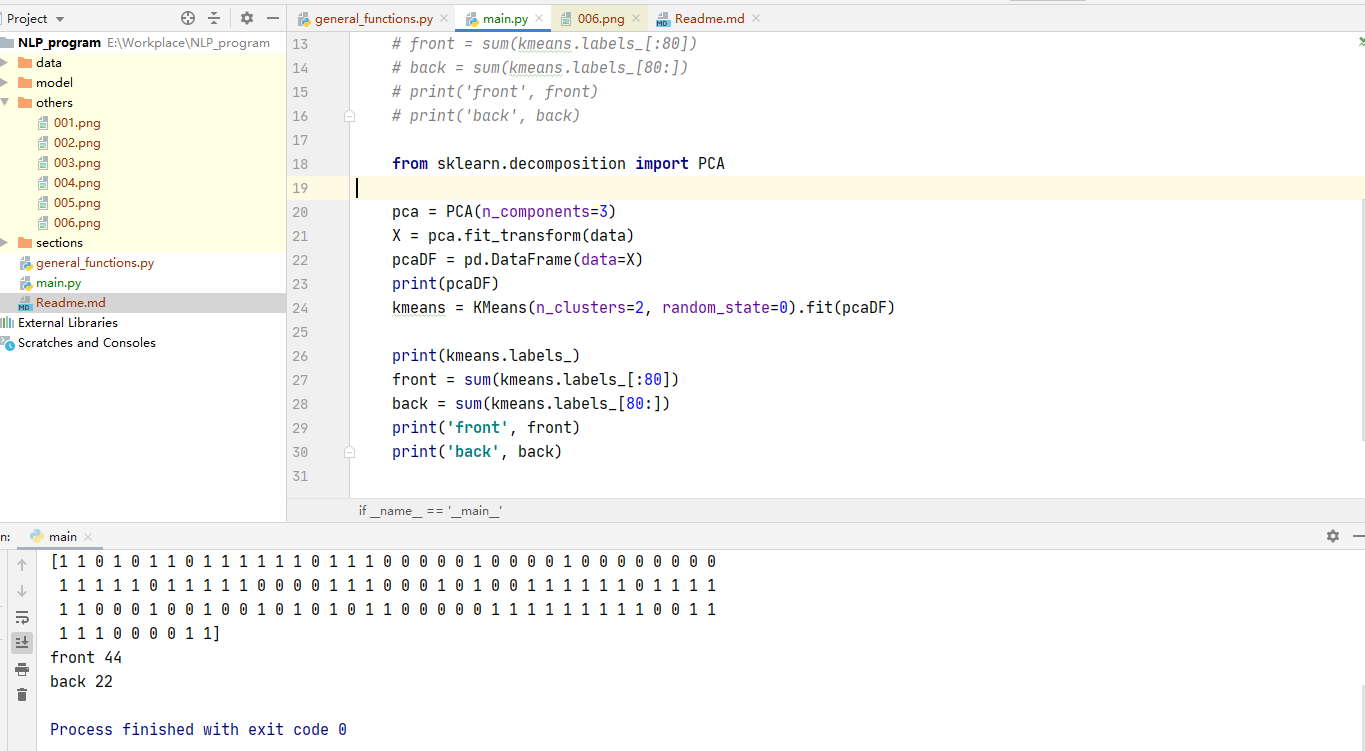 Project
general_functions.py
main.py
006.png
Readme.md
NLP_program E:\Workplace\NLP_program
data
model
others
001.png
002.png
003.png
004.png
005.png
006.png
sections
general_functions.py
main.py
Readme.md
External Libraries
Scratches and Consoles
13 # front = sum(kmeans.labels_[:80])
14 # back = sum(kmeans.labels_[80:])
15 # print('front', front)
16 # print('back', back)
17
18 from sklearn.decomposition import PCA
19
20 pca = PCA(n_components=3)
21 X = pca.fit_transform(data)
22 pcaDF = pd.DataFrame(data=X)
23 print(pcaDF)
24 kmeans = KMeans(n_clusters=2, random_state=0).fit(pcaDF)
25
26 print(kmeans.labels_)
27 front = sum(kmeans.labels_[:80])
28 back = sum(kmeans.labels_[80:])
29 print('front', front)
30 print('back', back)
31
if __name__ == '__main__'
n: main
[1 1 0 1 0 1 1 0 1 1 1 1 1 1 0 1 1 1 0 0 0 0 0 1 0 0 0 0 1 0 0 0 0 0 0 0 0
1 1 1 1 1 0 1 1 1 1 1 0 0 0 0 1 1 1 0 0 0 1 0 1 0 0 1 1 1 1 1 1 0 1 1 1 1
1 1 0 0 0 1 0 0 1 0 0 1 0 1 0 1 0 1 1 0 0 0 0 0 1 1 1 1 1 1 1 1 1 0 0 1 1
1 1 1 0 0 0 0 1 1]
front 44
back 22
Process finished with exit code 0